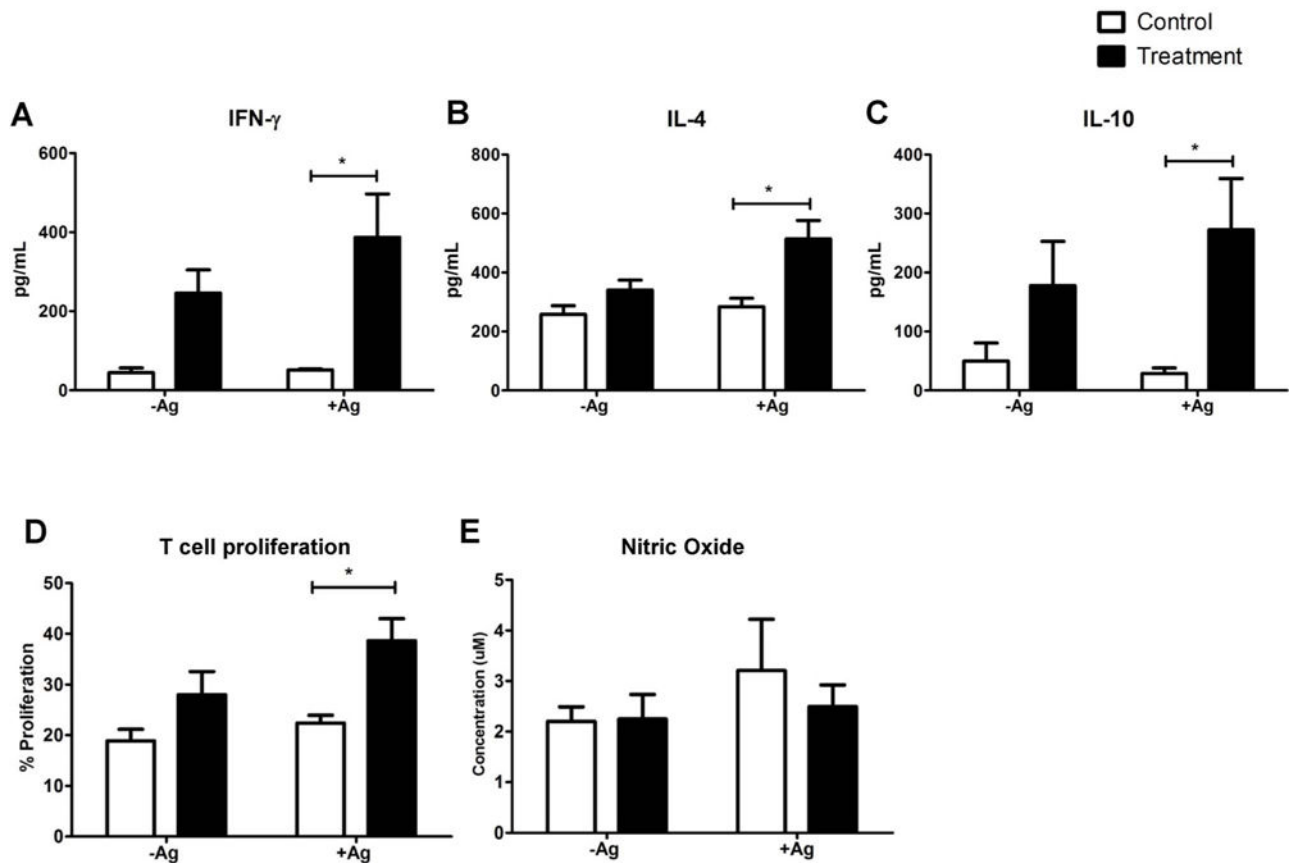 Control
Treatment
A
IFN-γ
600
400
200
0
pg/mL
*
-Ag
+Ag
B
IL-4
800
600
400
200
0
pg/mL
*
-Ag
+Ag
C
IL-10
400
300
200
100
0
pg/mL
*
-Ag
+Ag
D
T cell proliferation
50
40
30
20
10
0
% Proliferation
*
-Ag
+Ag
E
Nitric Oxide
5
4
3
2
1
0
Concentration (uM)
-Ag
+Ag